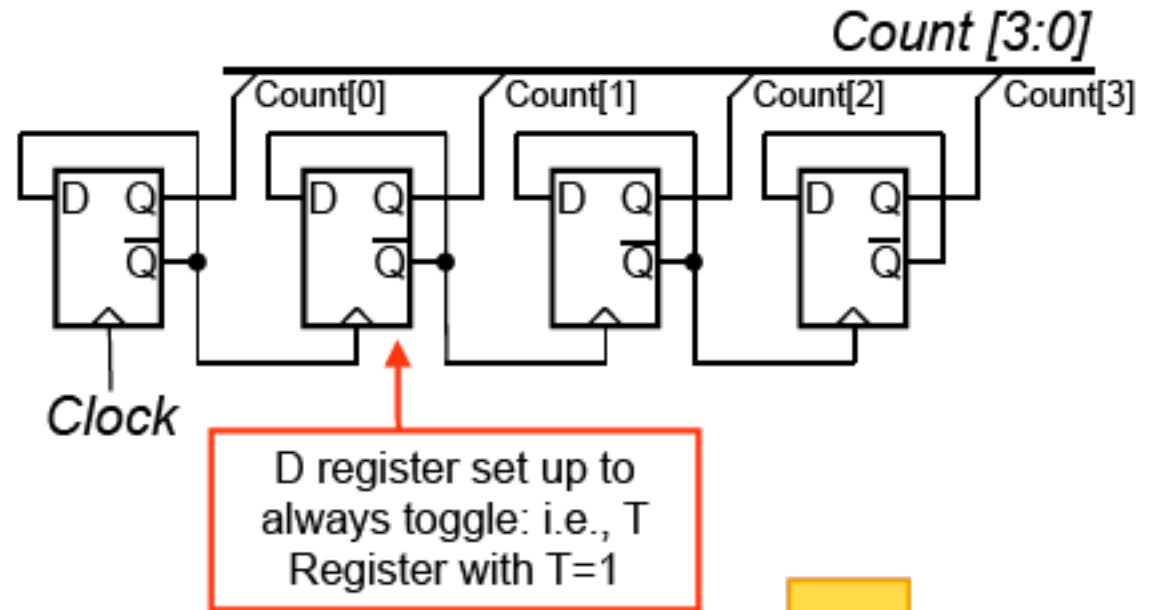 Count [3:0]
Count[0] Count[1] Count[2] Count[3]
D Q D Q D Q D Q
Q̅ Q̅ Q̅ Q̅
Clock
D register set up to
always toggle: i.e., T
Register with T=1